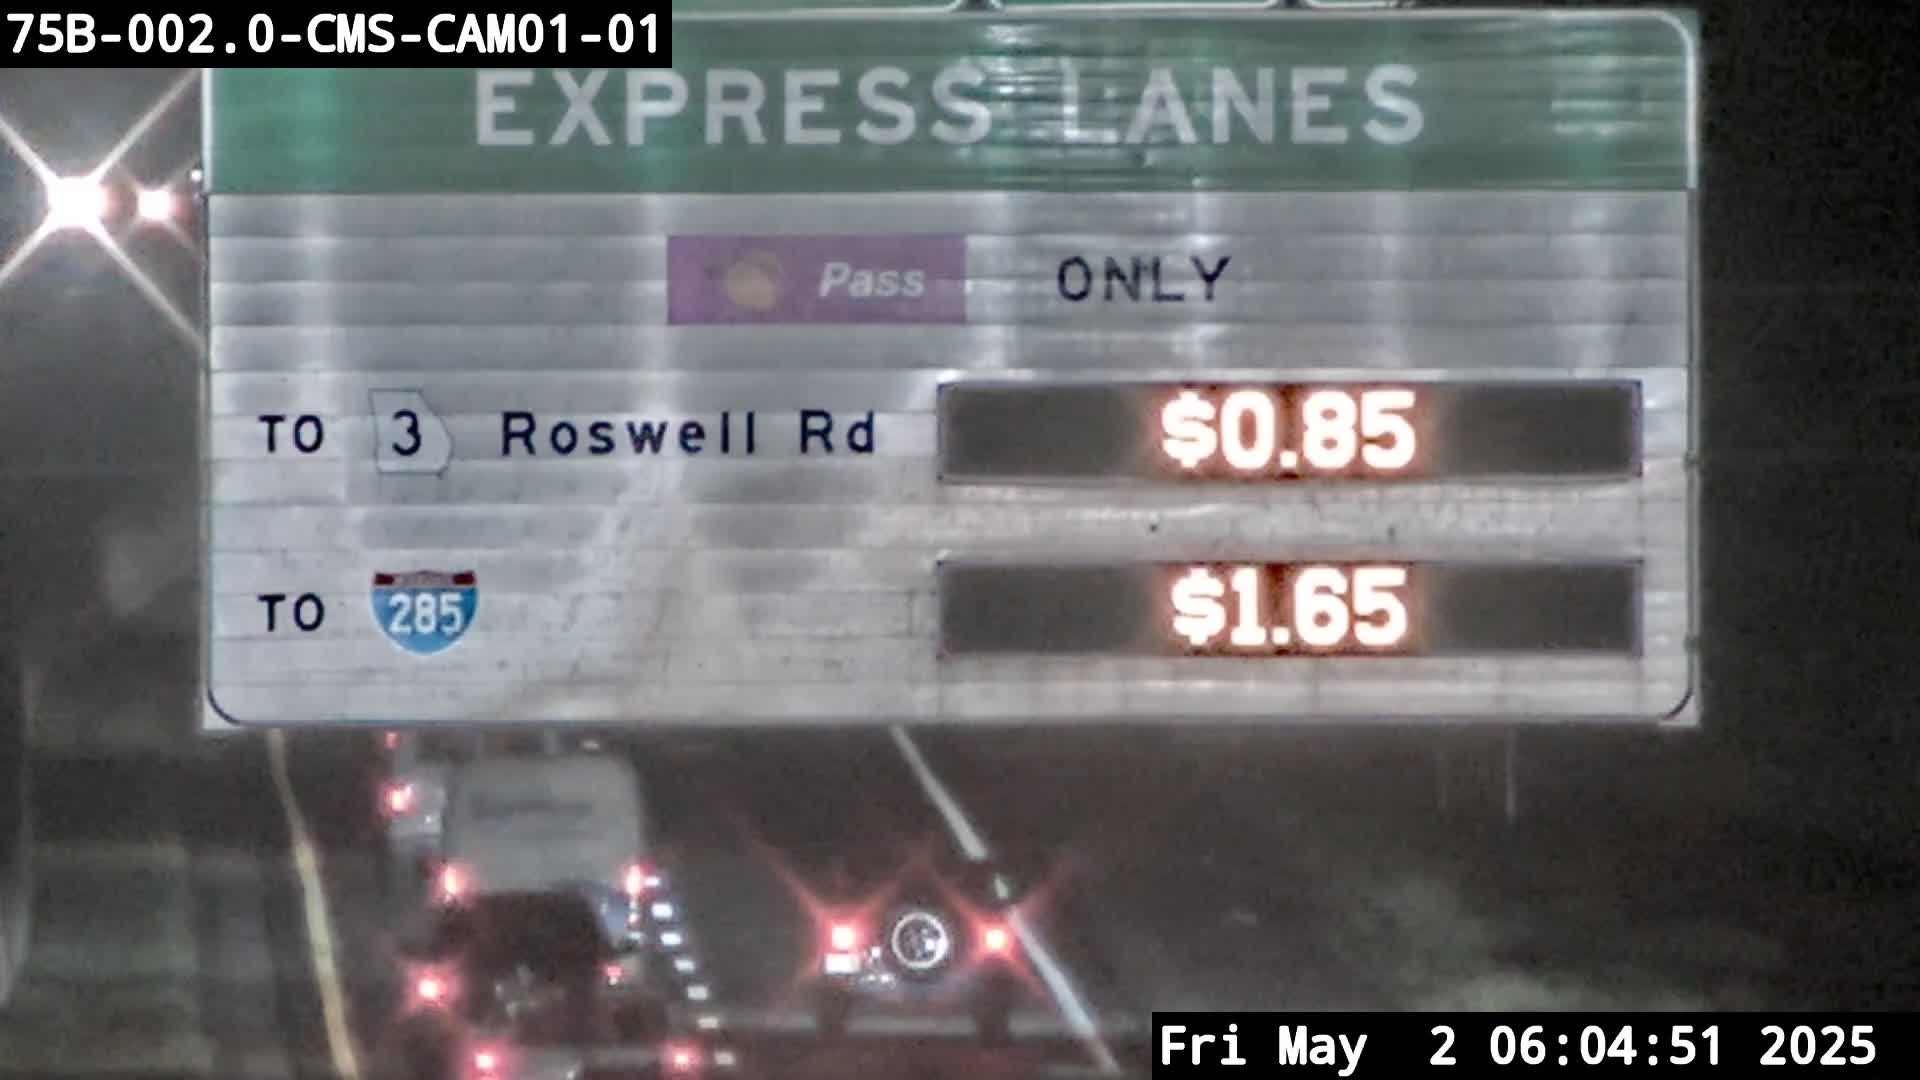 75B-002.0-CMS-CAM01-01
EXPRESS LANES
Pass ONLY
TO 3 Roswell Rd $0.85
TO 285 $1.65
Fri May 2 06:04:51 2025